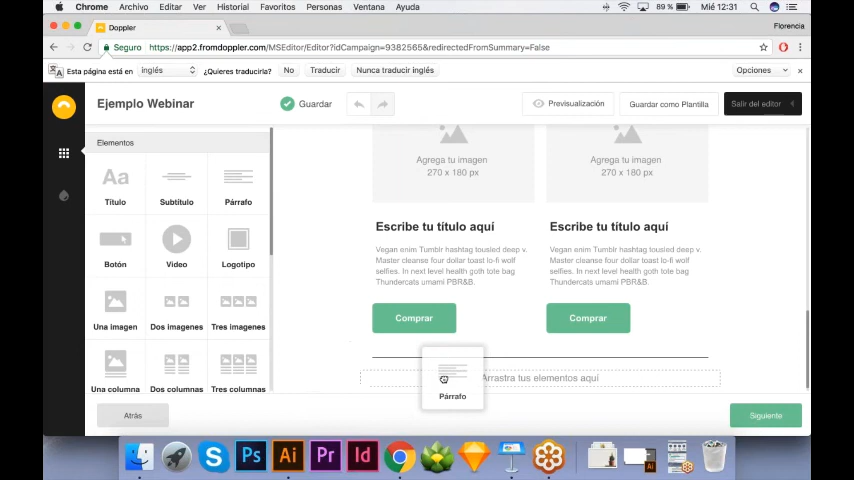 Chrome Archivo Editar Ver Historial Favoritos Personas Ventana Ayuda
89 % Mié 12:31
Doppler
Florencia
Seguro https://app2.fromdoppler.com/MSEditor/Editor?idCampaign=9382565&redirectedFromSummary=False
Esta página está en inglés ¿Quieres traducirla? No Traducir Nunca traducir inglés Opciones
Ejemplo Webinar
Guardar
Previsualización
Guardar como Plantilla
Salir del editor
Elementos
Aa
Título Subtítulo Párrafo
Botón Video Logotipo
Una imagen Dos imagenes Tres imagenes
Una columna Dos columnas Tres columnas
Agrega tu imagen Agrega tu imagen
270 x 180 px 270 x 180 px
Escribe tu título aquí Escribe tu título aquí
Vegan enim Tumblr hashtag tousled deep v. Vegan enim Tumblr hashtag tousled deep v.
Master cleanse four dollar toast lo-fi wolf Master cleanse four dollar toast lo-fi wolf
selfies. In next level health goth tote bag selfies. In next level health goth tote bag
Thundercats umami PBR&B. Thundercats umami PBR&B.
Comprar Comprar
Arrastra tus elementos aquí
Párrafo
Atrás Siguiente
Ps Ai Pr Id
Ai